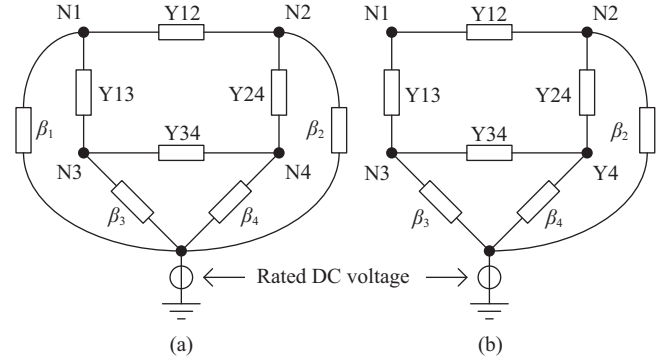 N1 Y12 N2 N1 Y12 N2
Y13 Y24 Y13 Y24
β₁ Y34 β₂ Y34 β₂
N3 N4 N3 Y4
β₃ β₄ β₃ β₄
Rated DC voltage
(a) (b)